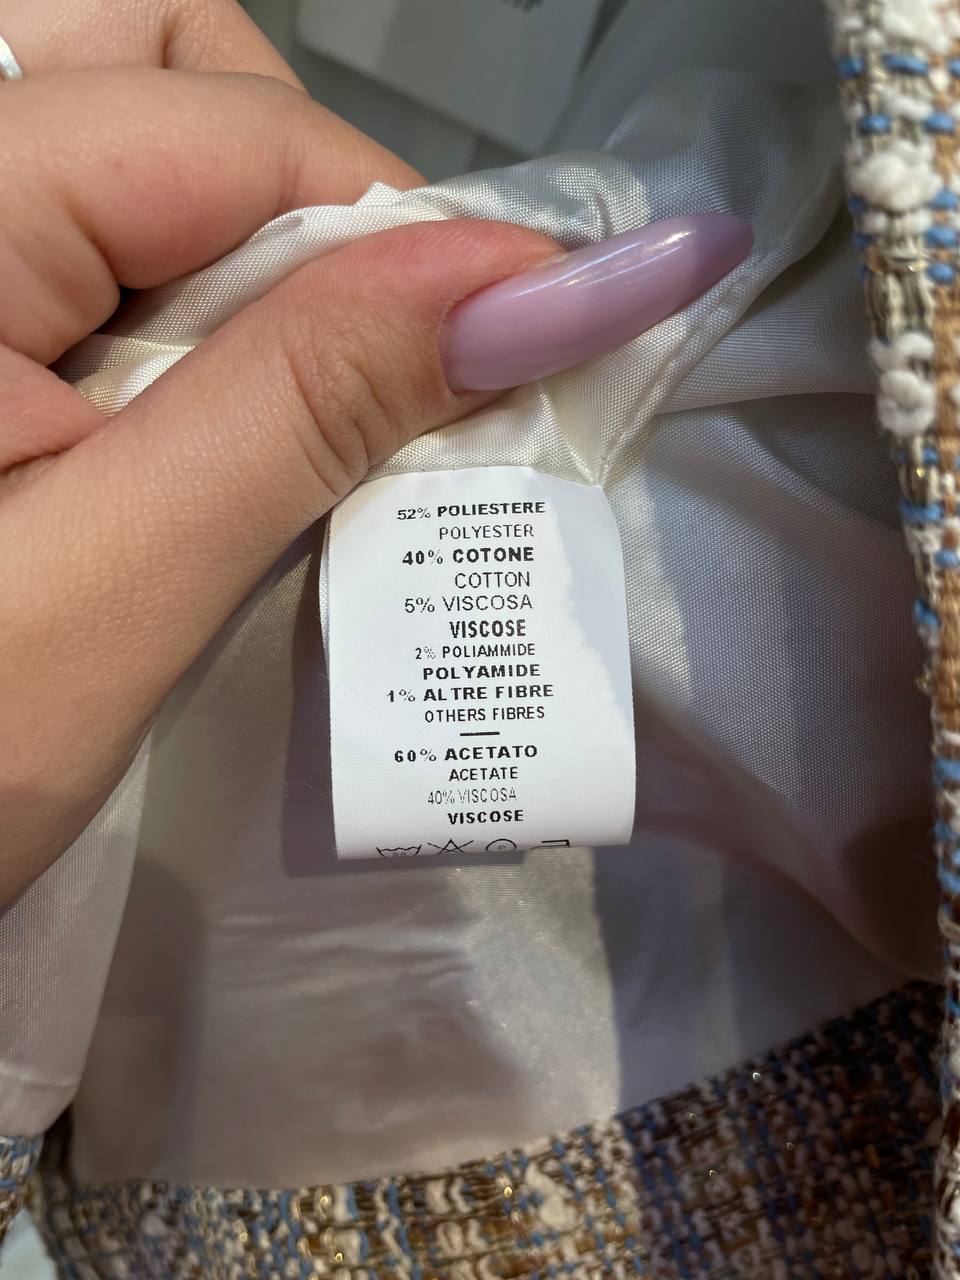 52% POLIESTERE
POLYESTER
40% COTONE
COTTON
5% VISCOSA
VISCOSE
2% POLIAMMIDE
POLYAMIDE
1% ALTRE FIBRE
OTHERS FIBRES
60% ACETATO
ACETATE
40% VISCOSA
VISCOSE